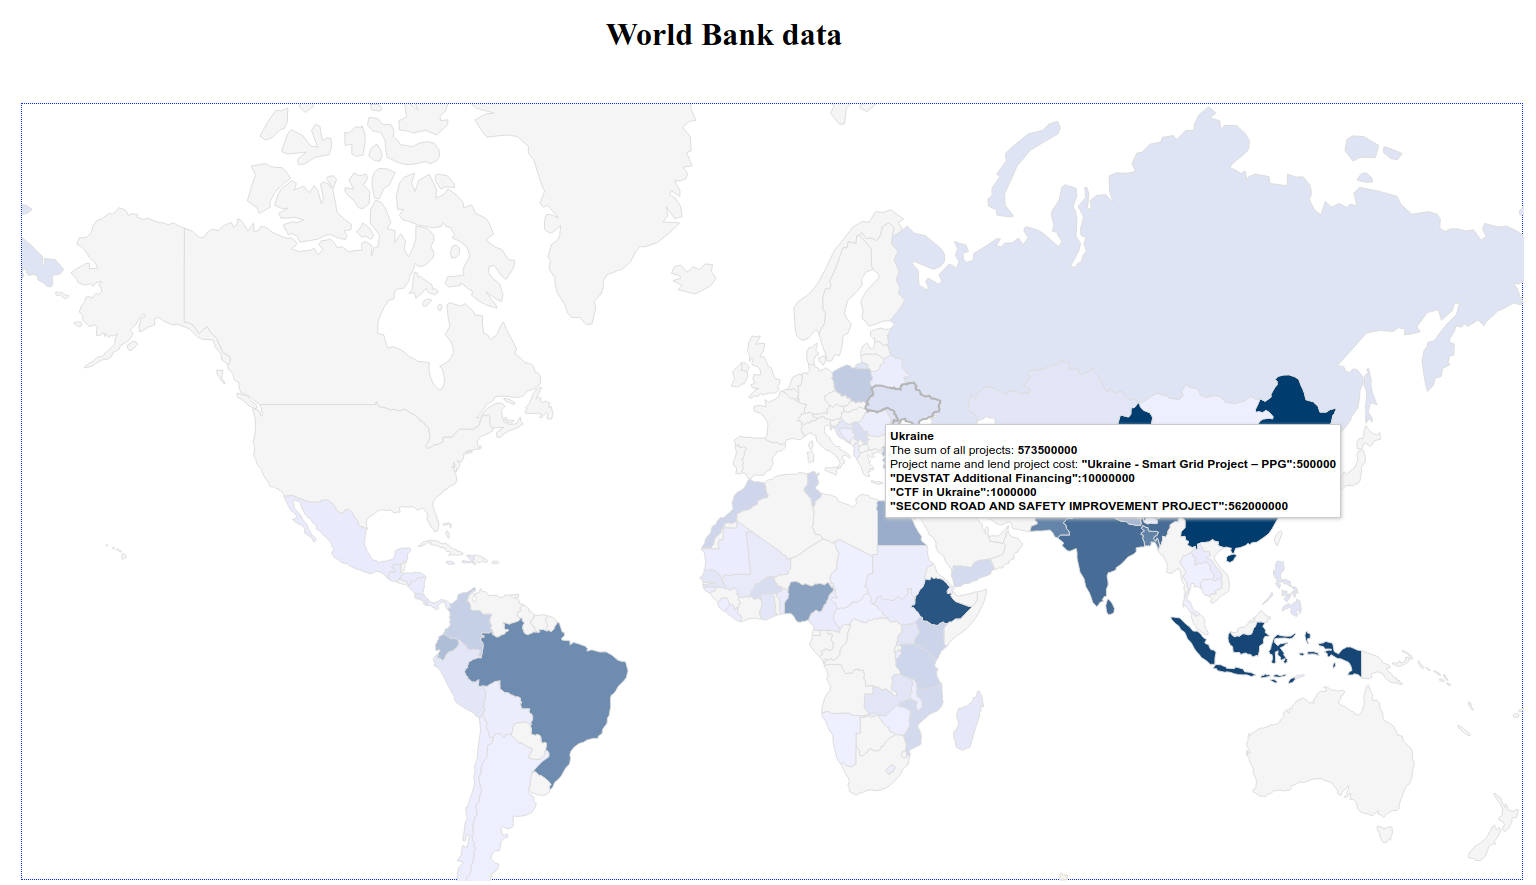 World Bank data
Ukraine
The sum of all projects: 573500000
Project name and lend project cost: "Ukraine - Smart Grid Project – PPG":500000
"DEVSTAT Additional Financing":10000000
"CTF in Ukraine":1000000
"SECOND ROAD AND SAFETY IMPROVEMENT PROJECT":562000000